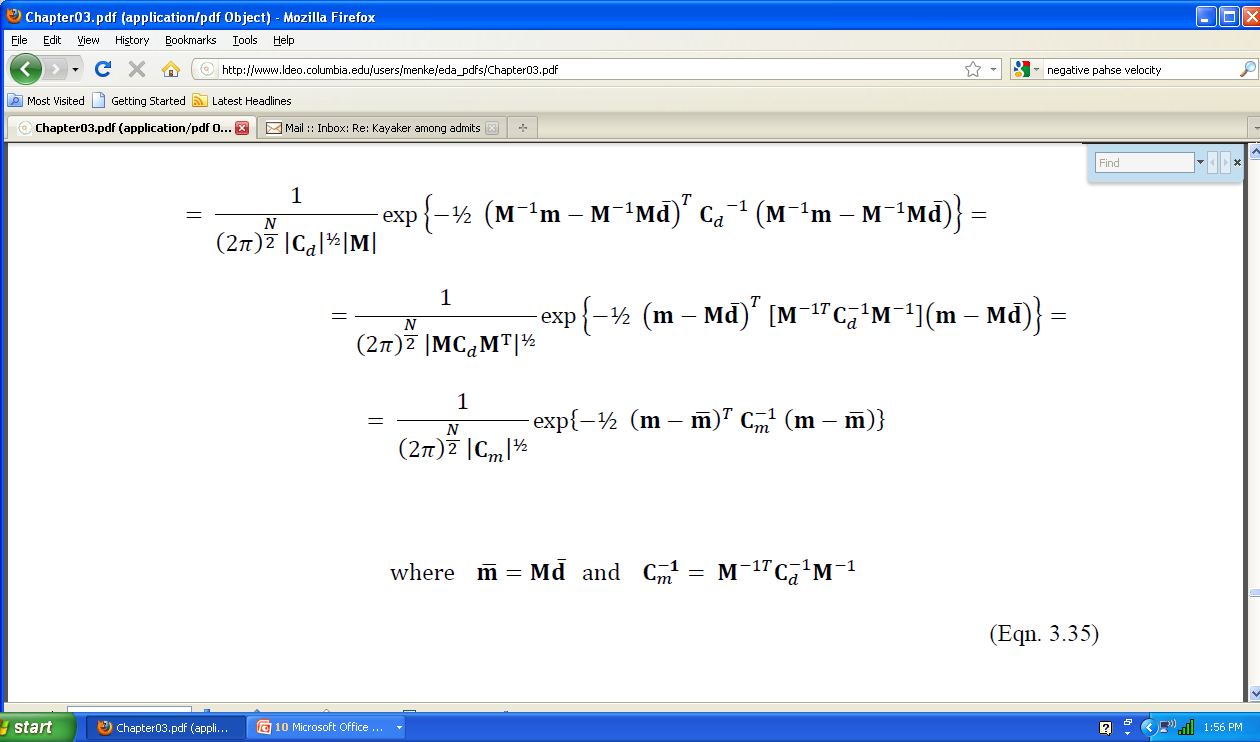 Chapter03.pdf (application/pdf Object) - Mozilla Firefox
File Edit View History Bookmarks Tools Help
http://www.ldeo.columbia.edu/users/menke/eda_pdfs/Chapter03.pdf negative pahse velocity
Most Visited Getting Started Latest Headlines
Chapter03.pdf (application/pdf O... Mail :: Inbox: Re: Kayaker among admits
Find
= 1 / ((2π)^(N/2) |C_d|^½ |M|) exp {−½ (M⁻¹m − M⁻¹Md̄)^T C_d⁻¹ (M⁻¹m − M⁻¹Md̄)} =
= 1 / ((2π)^(N/2) |MC_dM^T|^½) exp {−½ (m − Md̄)^T [M^(−1T) C_d⁻¹ M⁻¹](m − Md̄)} =
= 1 / ((2π)^(N/2) |C_m|^½) exp{−½ (m − m̄)^T C_m⁻¹ (m − m̄)}
where m̄ = Md̄ and C_m⁻¹ = M^(−1T) C_d⁻¹ M⁻¹
(Eqn. 3.35)
start Chapter03.pdf (appli... 10 Microsoft Office ... 1:56 PM